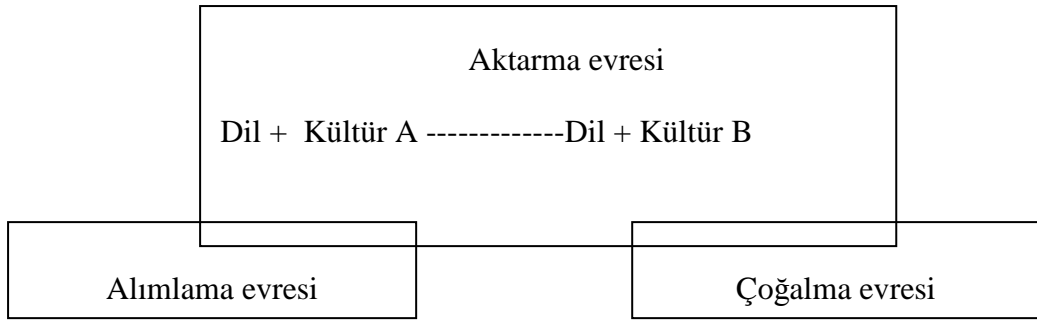 Aktarma evresi
Dil + Kültür A -------------Dil + Kültür B
Alımlama evresi
Çoğalma evresi